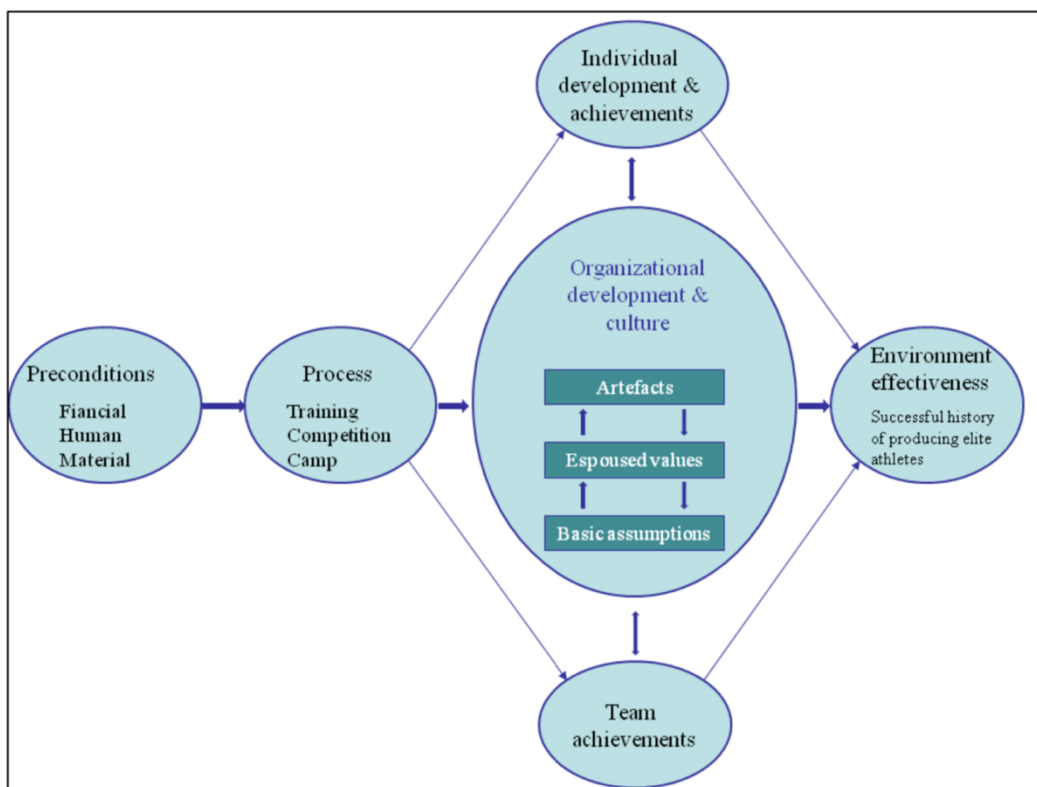 Individual
development &
achievements
Organizational
development &
culture
Artefacts
Espoused values
Basic assumptions
Preconditions
Fiancial
Human
Material
Process
Training
Competition
Camp
Environment
effectiveness
Successful history
of producing elite
athletes
Team
achievements